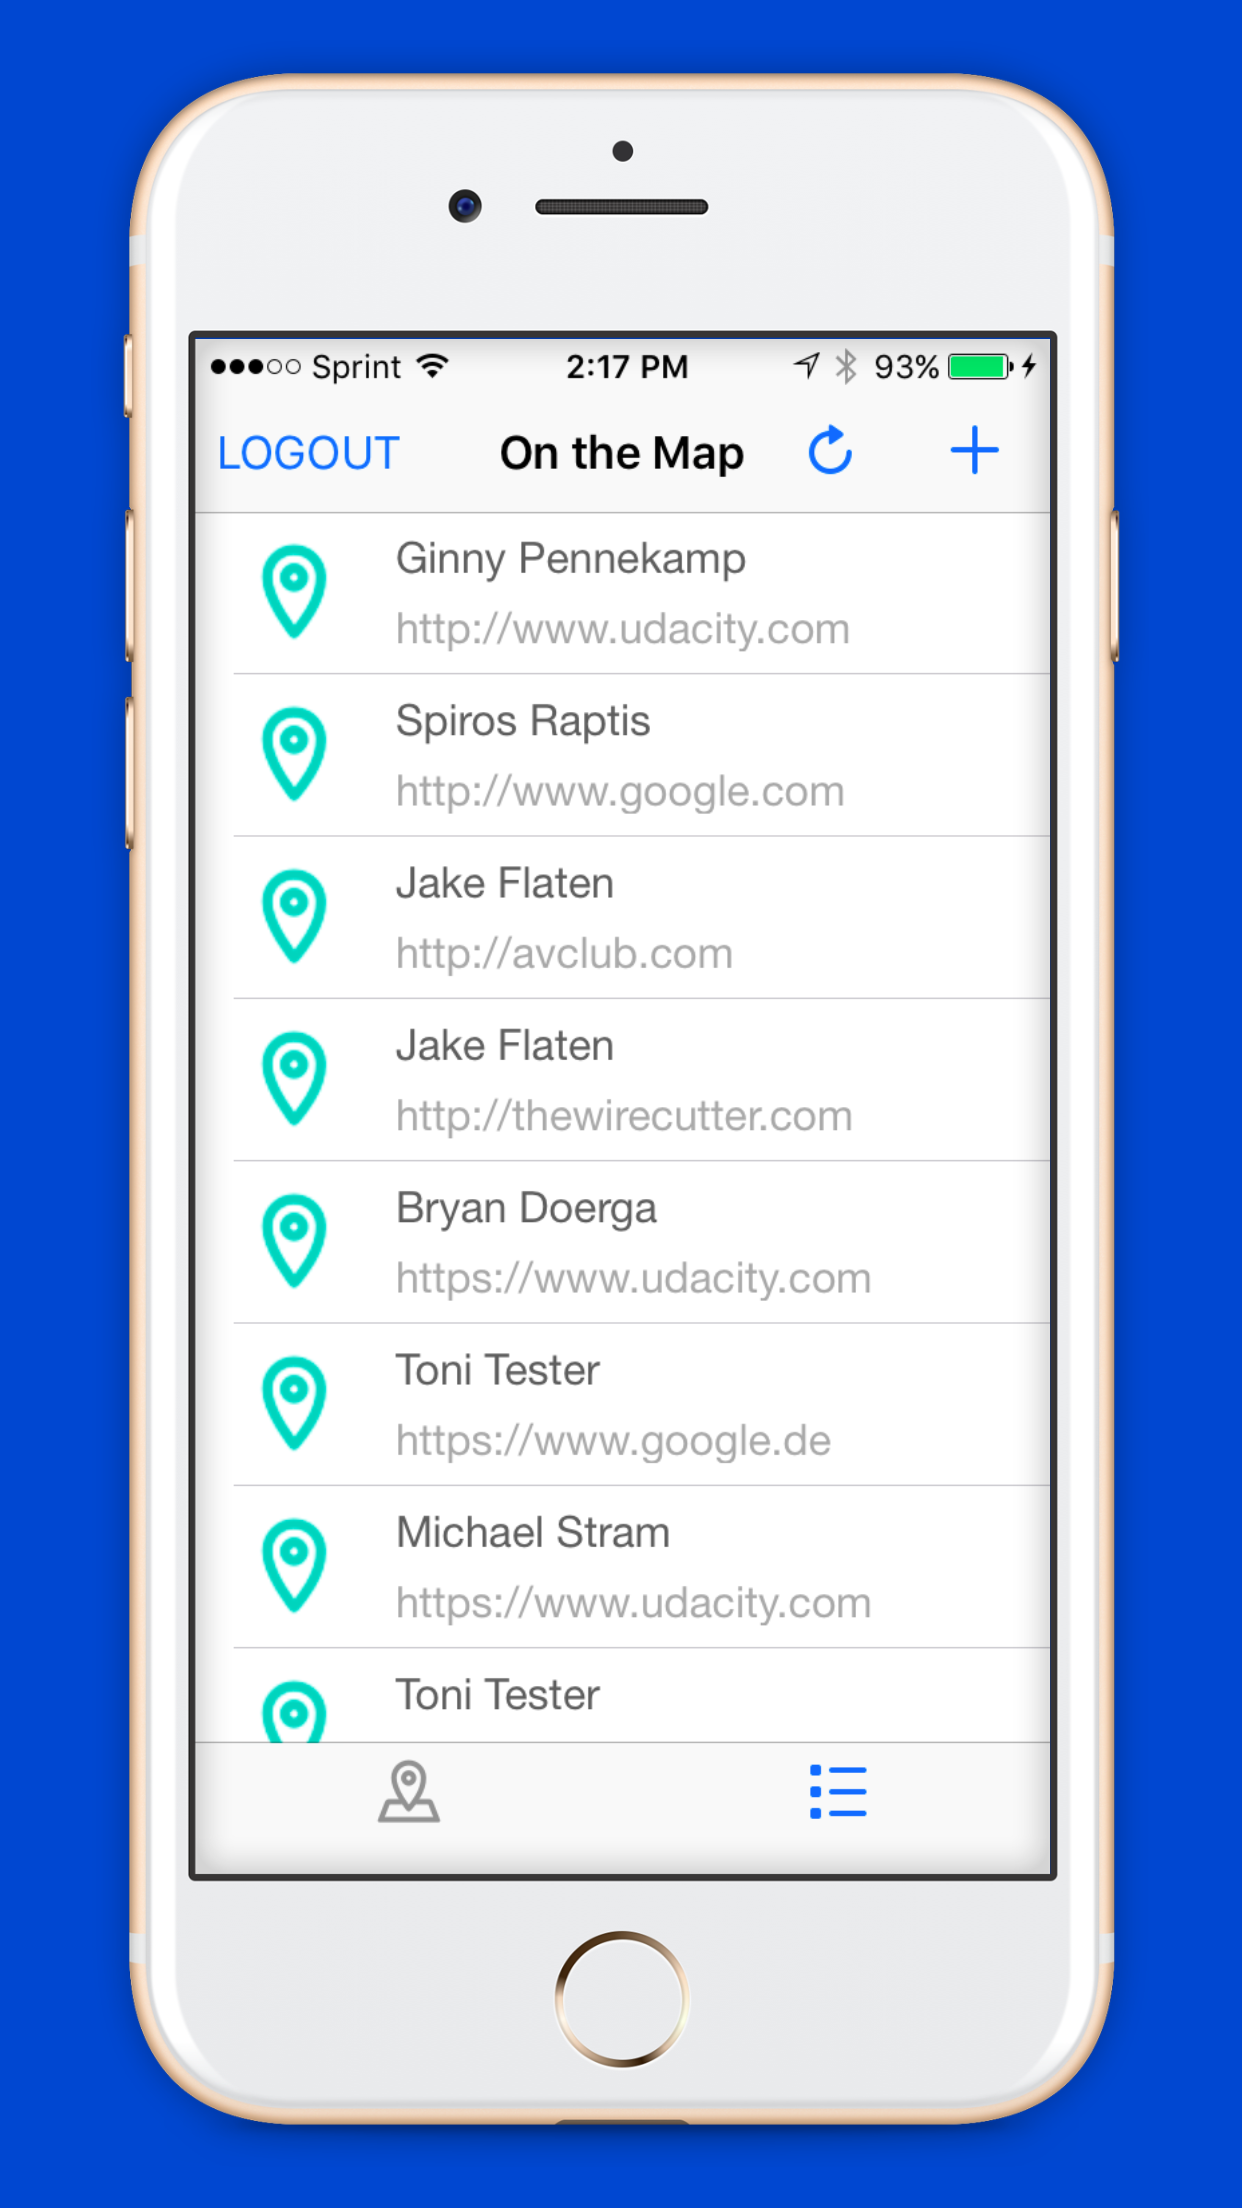 Sprint 2:17 PM 93%
LOGOUT On the Map
Ginny Pennekamp
http://www.udacity.com
Spiros Raptis
http://www.google.com
Jake Flaten
http://avclub.com
Jake Flaten
http://thewirecutter.com
Bryan Doerga
https://www.udacity.com
Toni Tester
https://www.google.de
Michael Stram
https://www.udacity.com
Toni Tester